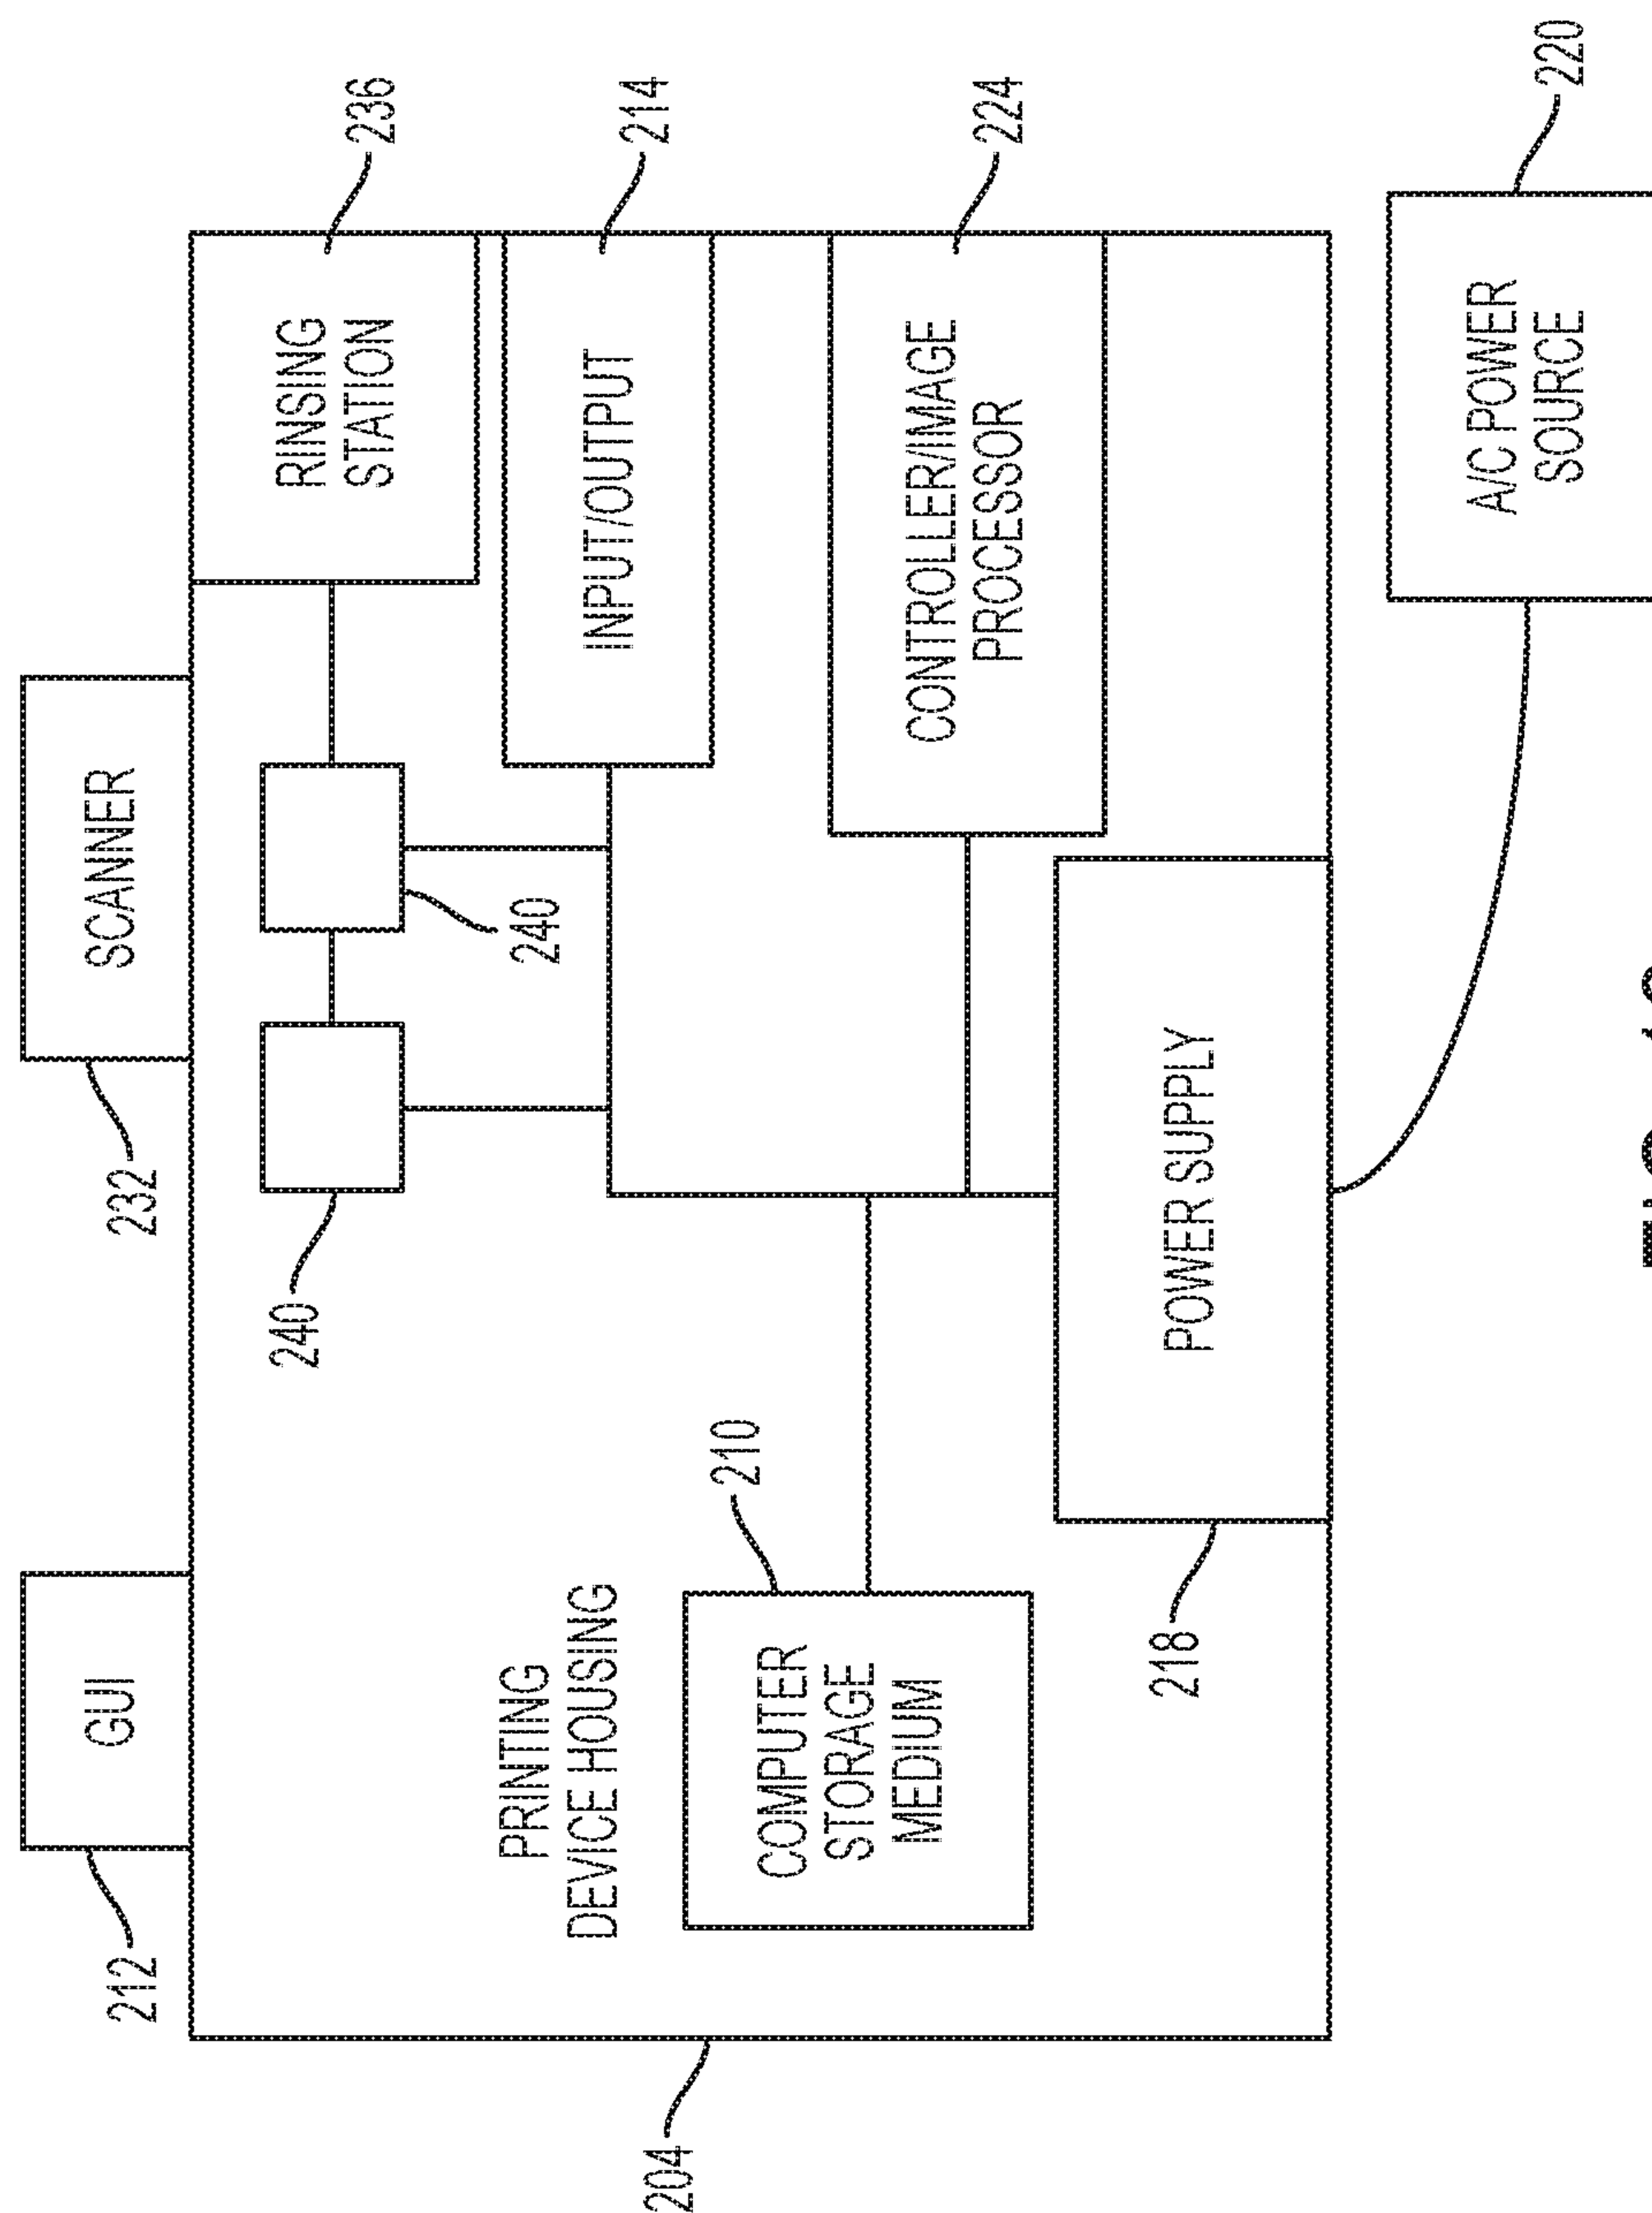 GUI
212
SCANNER
232
RINSING
STATION
236
240
240
INPUT/OUTPUT
214
PRINTING
DEVICE HOUSING
204
COMPUTER
STORAGE
MEDIUM
210
CONTROLLER/IMAGE
PROCESSOR
224
POWER SUPPLY
218
A/C POWER
SOURCE
220